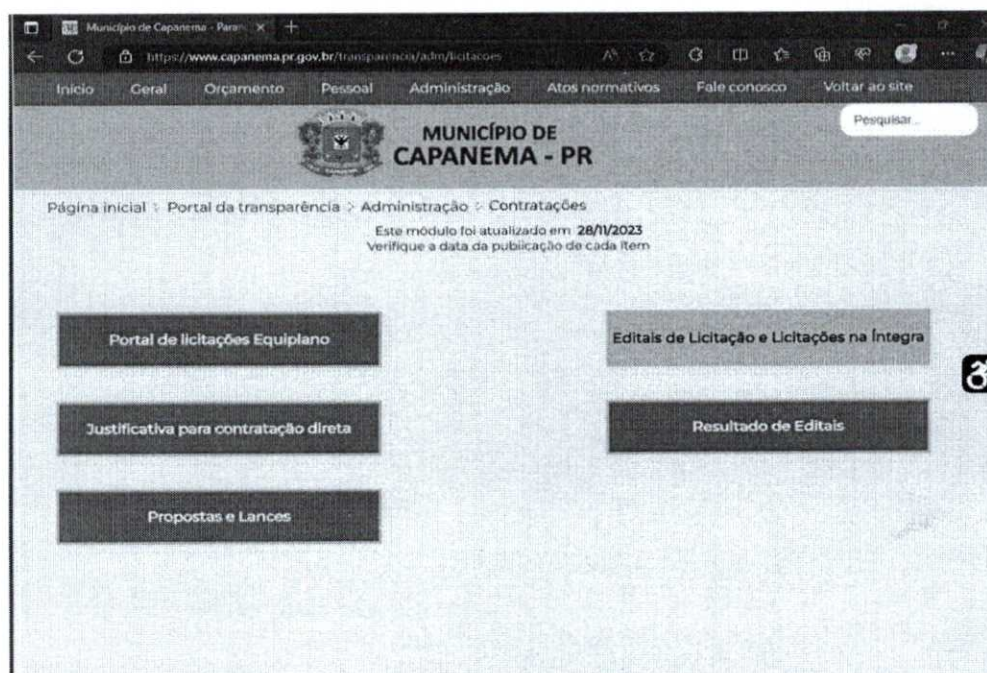 Município de Capanema - Paran
https://www.capanema.pr.gov.br/transparencia/adm/licitacoes
Início Geral Orçamento Pessoal Administração Atos normativos Fale conosco Voltar ao site
Pesquisar...
MUNICÍPIO DE
CAPANEMA - PR
Página inicial > Portal da transparência > Administração > Contratações
Este módulo foi atualizado em 28/11/2023
Verifique a data da publicação de cada item
Portal de licitações Equiplano
Editais de Licitação e Licitações na Íntegra
Justificativa para contratação direta
Resultado de Editais
Propostas e Lances